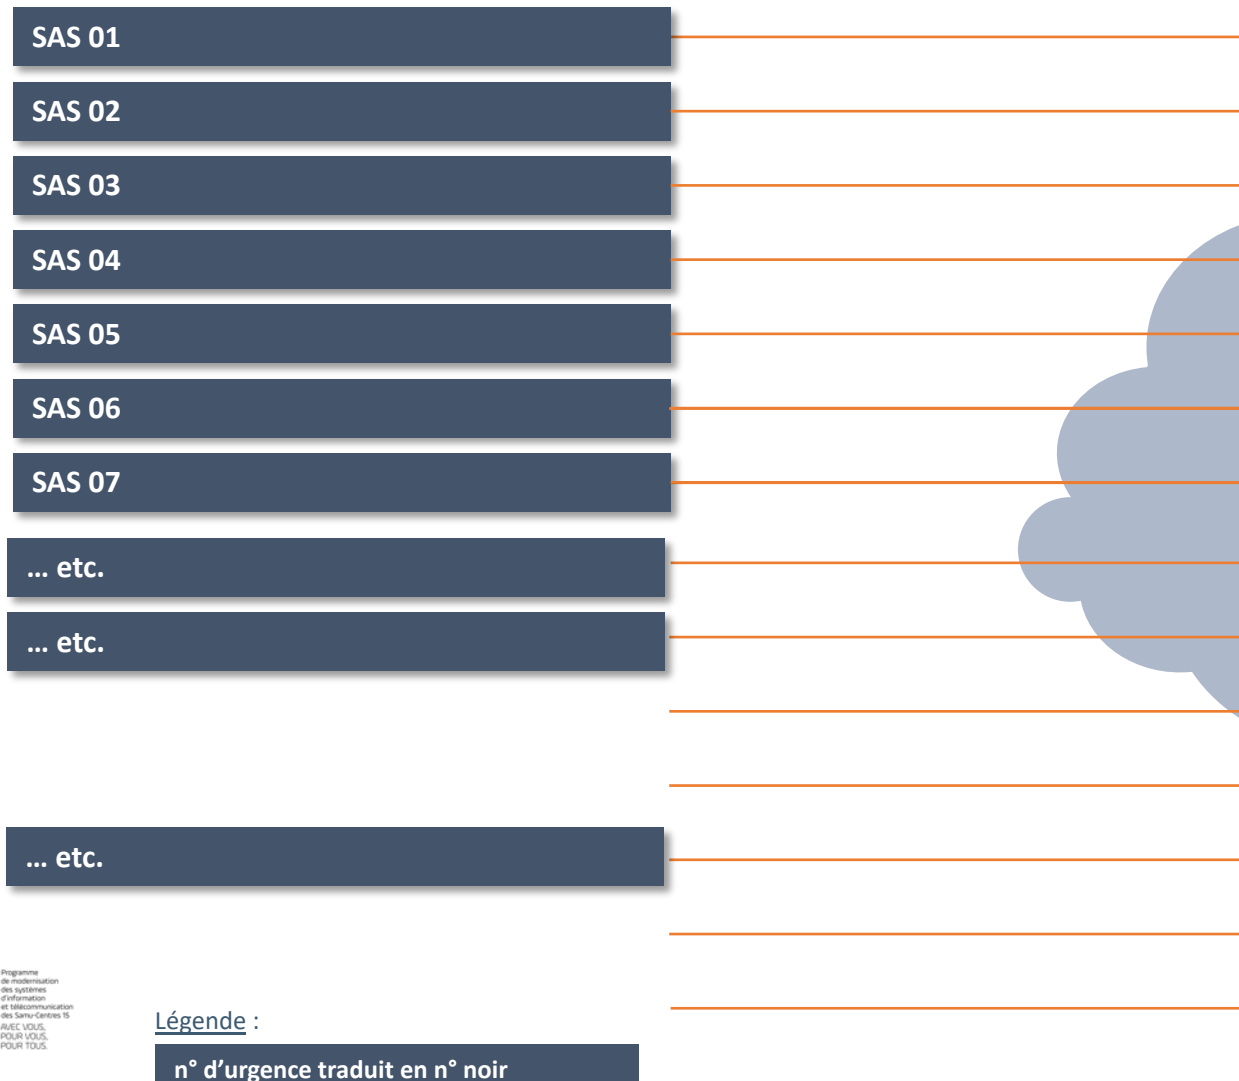 SAS 01
SAS 02
SAS 03
SAS 04
SAS 05
SAS 06
SAS 07
... etc.
... etc.
... etc.
Programme
de modernisation
des systèmes
d'information
et télécommunication
des Samu-Centres 15
AVEC VOUS,
POUR VOUS,
POUR TOUS.
Légende :
n° d'urgence traduit en n° noir